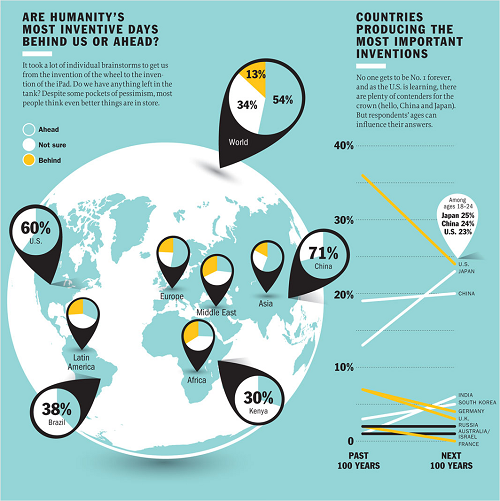 ARE HUMANITY'S
MOST INVENTIVE DAYS
BEHIND US OR AHEAD?
It took a lot of individual brainstorms to get us
from the invention of the wheel to the inven-
tion of the iPad. Do we have anything left in the
tank? Despite some pockets of pessimism, most
people think even better things are in store.
Ahead
Not sure
Behind
13%
34%
54%
World
60%
U.S.
71%
China
Europe
Middle East
Asia
Latin
America
Africa
38%
Brazil
30%
Kenya
COUNTRIES
PRODUCING THE
MOST IMPORTANT
INVENTIONS
No one gets to be No. 1 forever,
and as the U.S. is learning, there
are plenty of contenders for the
crown (hello, China and Japan).
But respondents' ages can
influence their answers.
40%
30%
20%
10%
0
Among
ages 18–24
Japan 25%
China 24%
U.S. 23%
U.S.
JAPAN
CHINA
INDIA
SOUTH KOREA
GERMANY
U.K.
RUSSIA
AUSTRALIA/
ISRAEL
FRANCE
PAST
100 YEARS
NEXT
100 YEARS